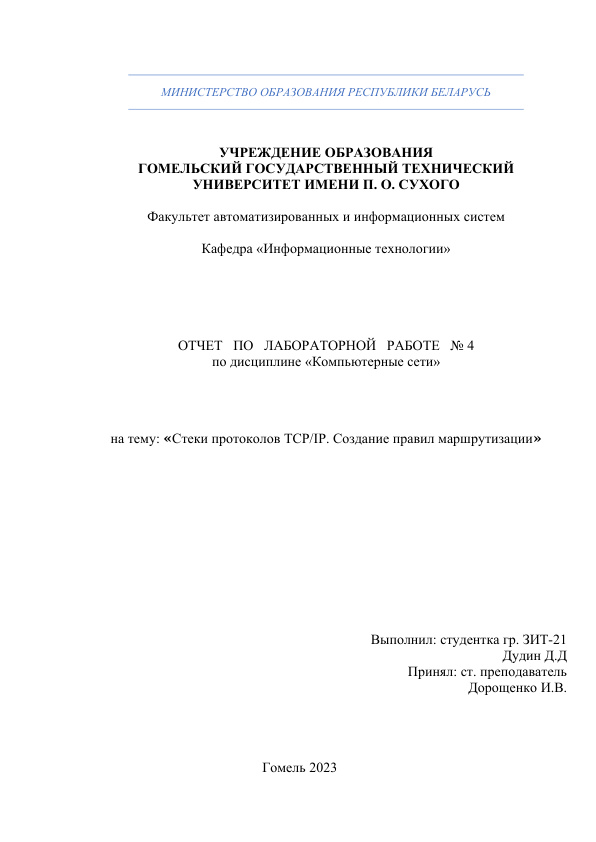 МИНИСТЕРСТВО ОБРАЗОВАНИЯ РЕСПУБЛИКИ БЕЛАРУСЬ
УЧРЕЖДЕНИЕ ОБРАЗОВАНИЯ
ГОМЕЛЬСКИЙ ГОСУДАРСТВЕННЫЙ ТЕХНИЧЕСКИЙ
УНИВЕРСИТЕТ ИМЕНИ П. О. СУХОГО
Факультет автоматизированных и информационных систем
Кафедра «Информационные технологии»
ОТЧЕТ ПО ЛАБОРАТОРНОЙ РАБОТЕ № 4
по дисциплине «Компьютерные сети»
на тему: «Стеки протоколов TCP/IP. Создание правил маршрутизации»
Выполнил: студентка гр. ЗИТ-21
Дудин Д.Д
Принял: ст. преподаватель
Дорощенко И.В.
Гомель 2023